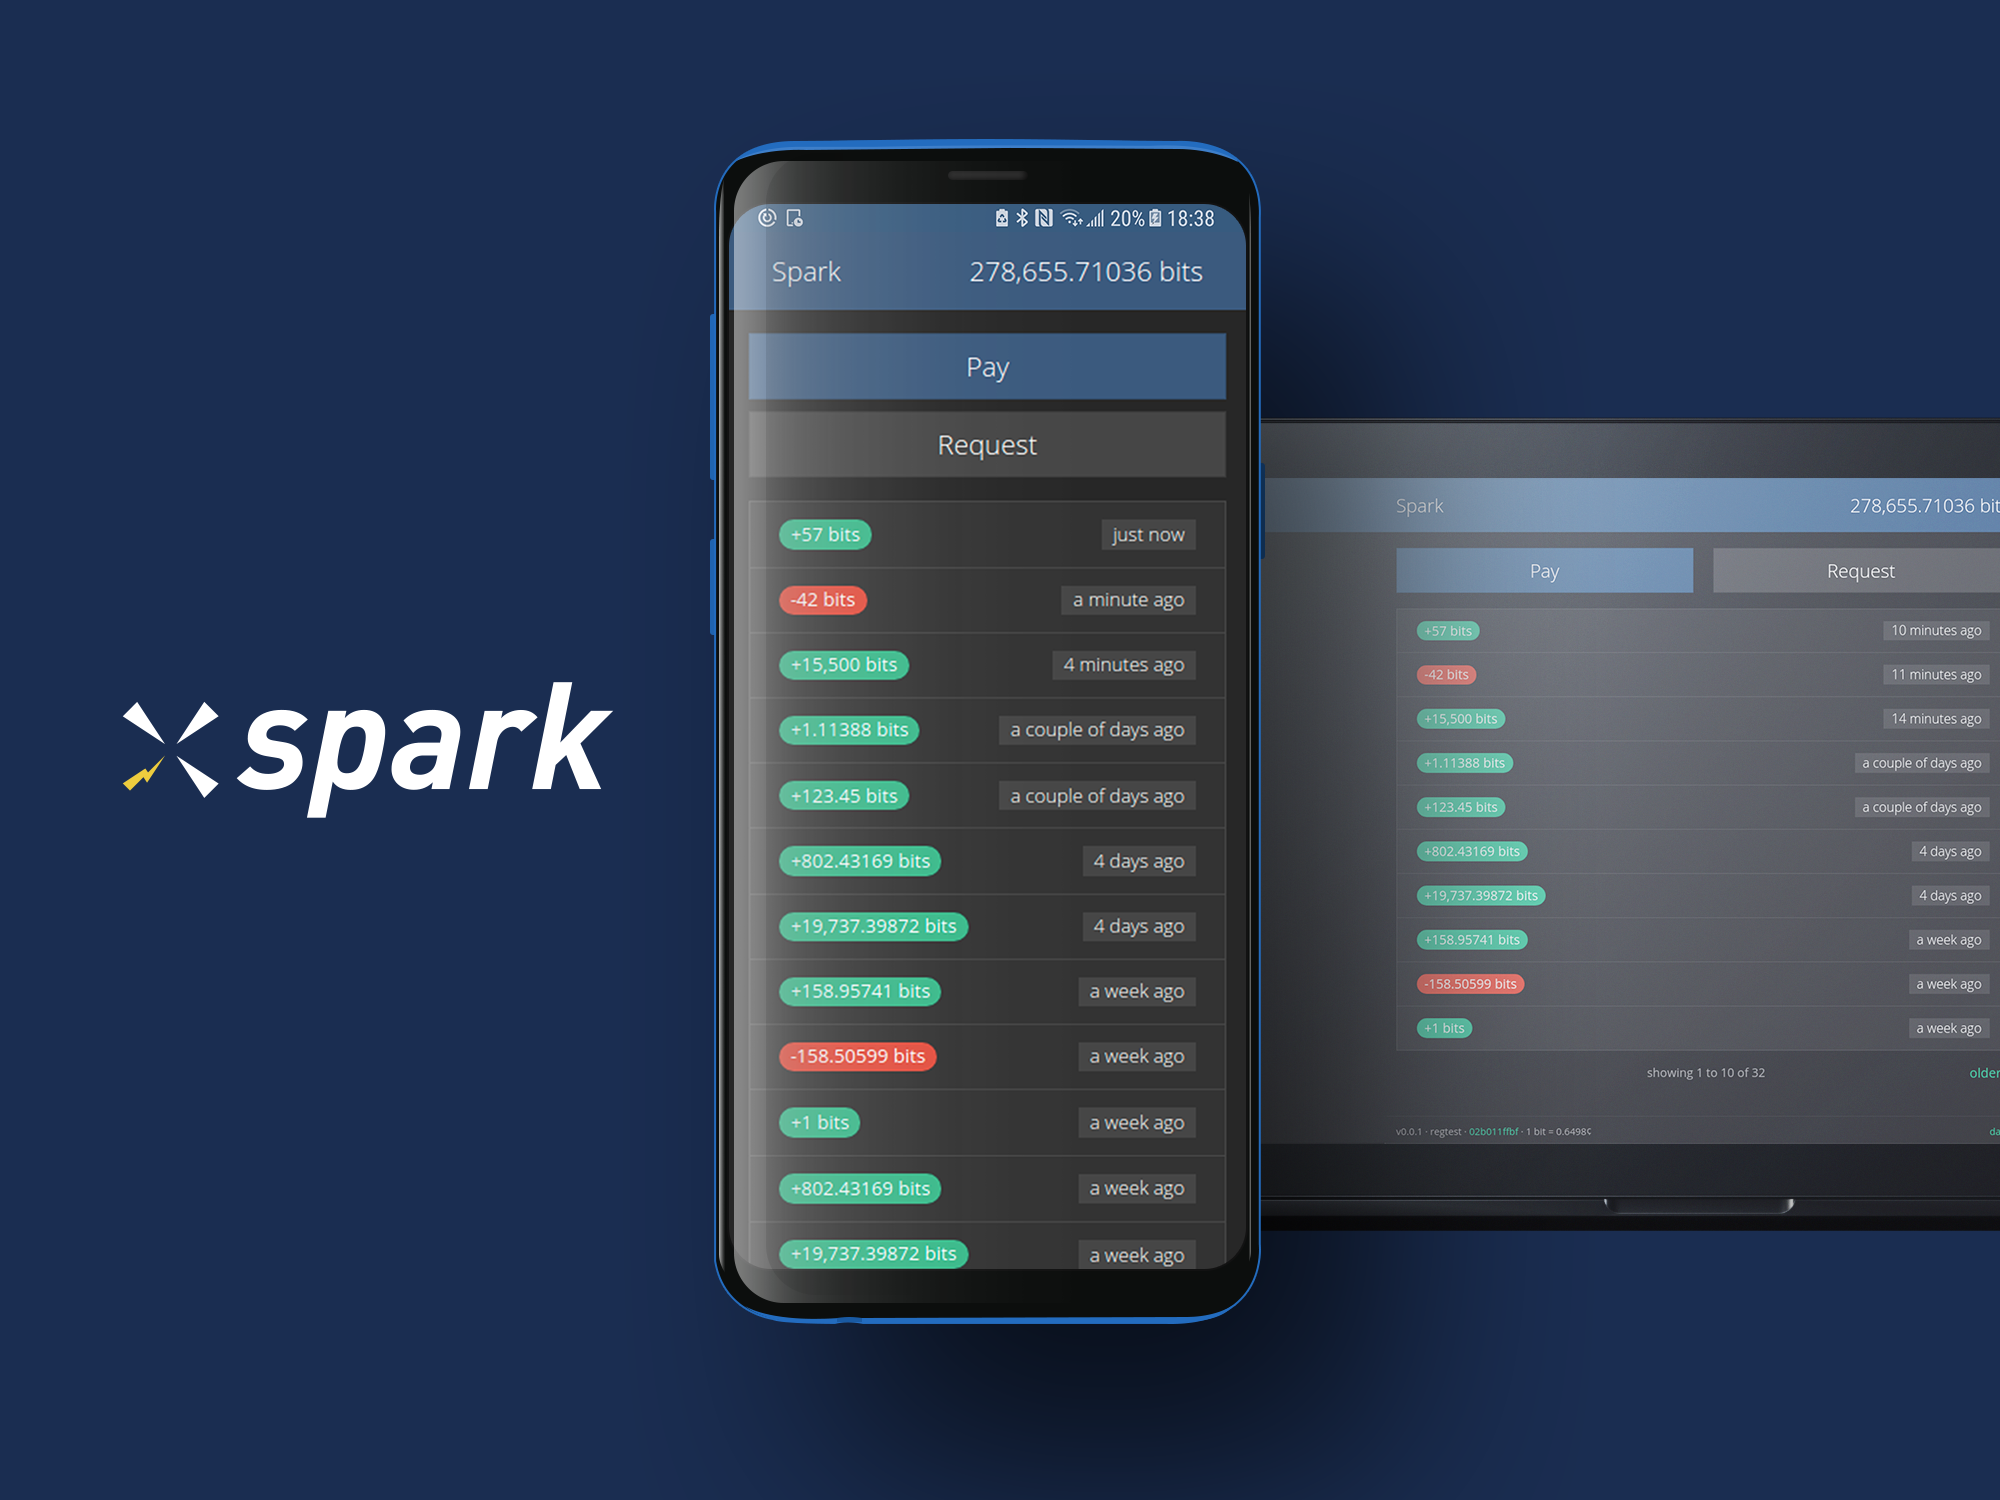 spark
20% 18:38
Spark 278,655.71036 bits
Pay
Request
+57 bits just now
-42 bits a minute ago
+15,500 bits 4 minutes ago
+1.11388 bits a couple of days ago
+123.45 bits a couple of days ago
+802.43169 bits 4 days ago
+19,737.39872 bits 4 days ago
+158.95741 bits a week ago
-158.50599 bits a week ago
+1 bits a week ago
+802.43169 bits a week ago
+19,737.39872 bits a week ago
Spark 278,655.71036 bit
Pay Request
+57 bits 10 minutes ago
-42 bits 11 minutes ago
+15,500 bits 14 minutes ago
+1.11388 bits a couple of days ago
+123.45 bits a couple of days ago
+802.43169 bits 4 days ago
+19,737.39872 bits 4 days ago
+158.95741 bits a week ago
-158.50599 bits a week ago
+1 bits a week ago
showing 1 to 10 of 32 older
v0.0.1 · regtest · 02b011ffbf · 1 bit = 0.6498¢ da